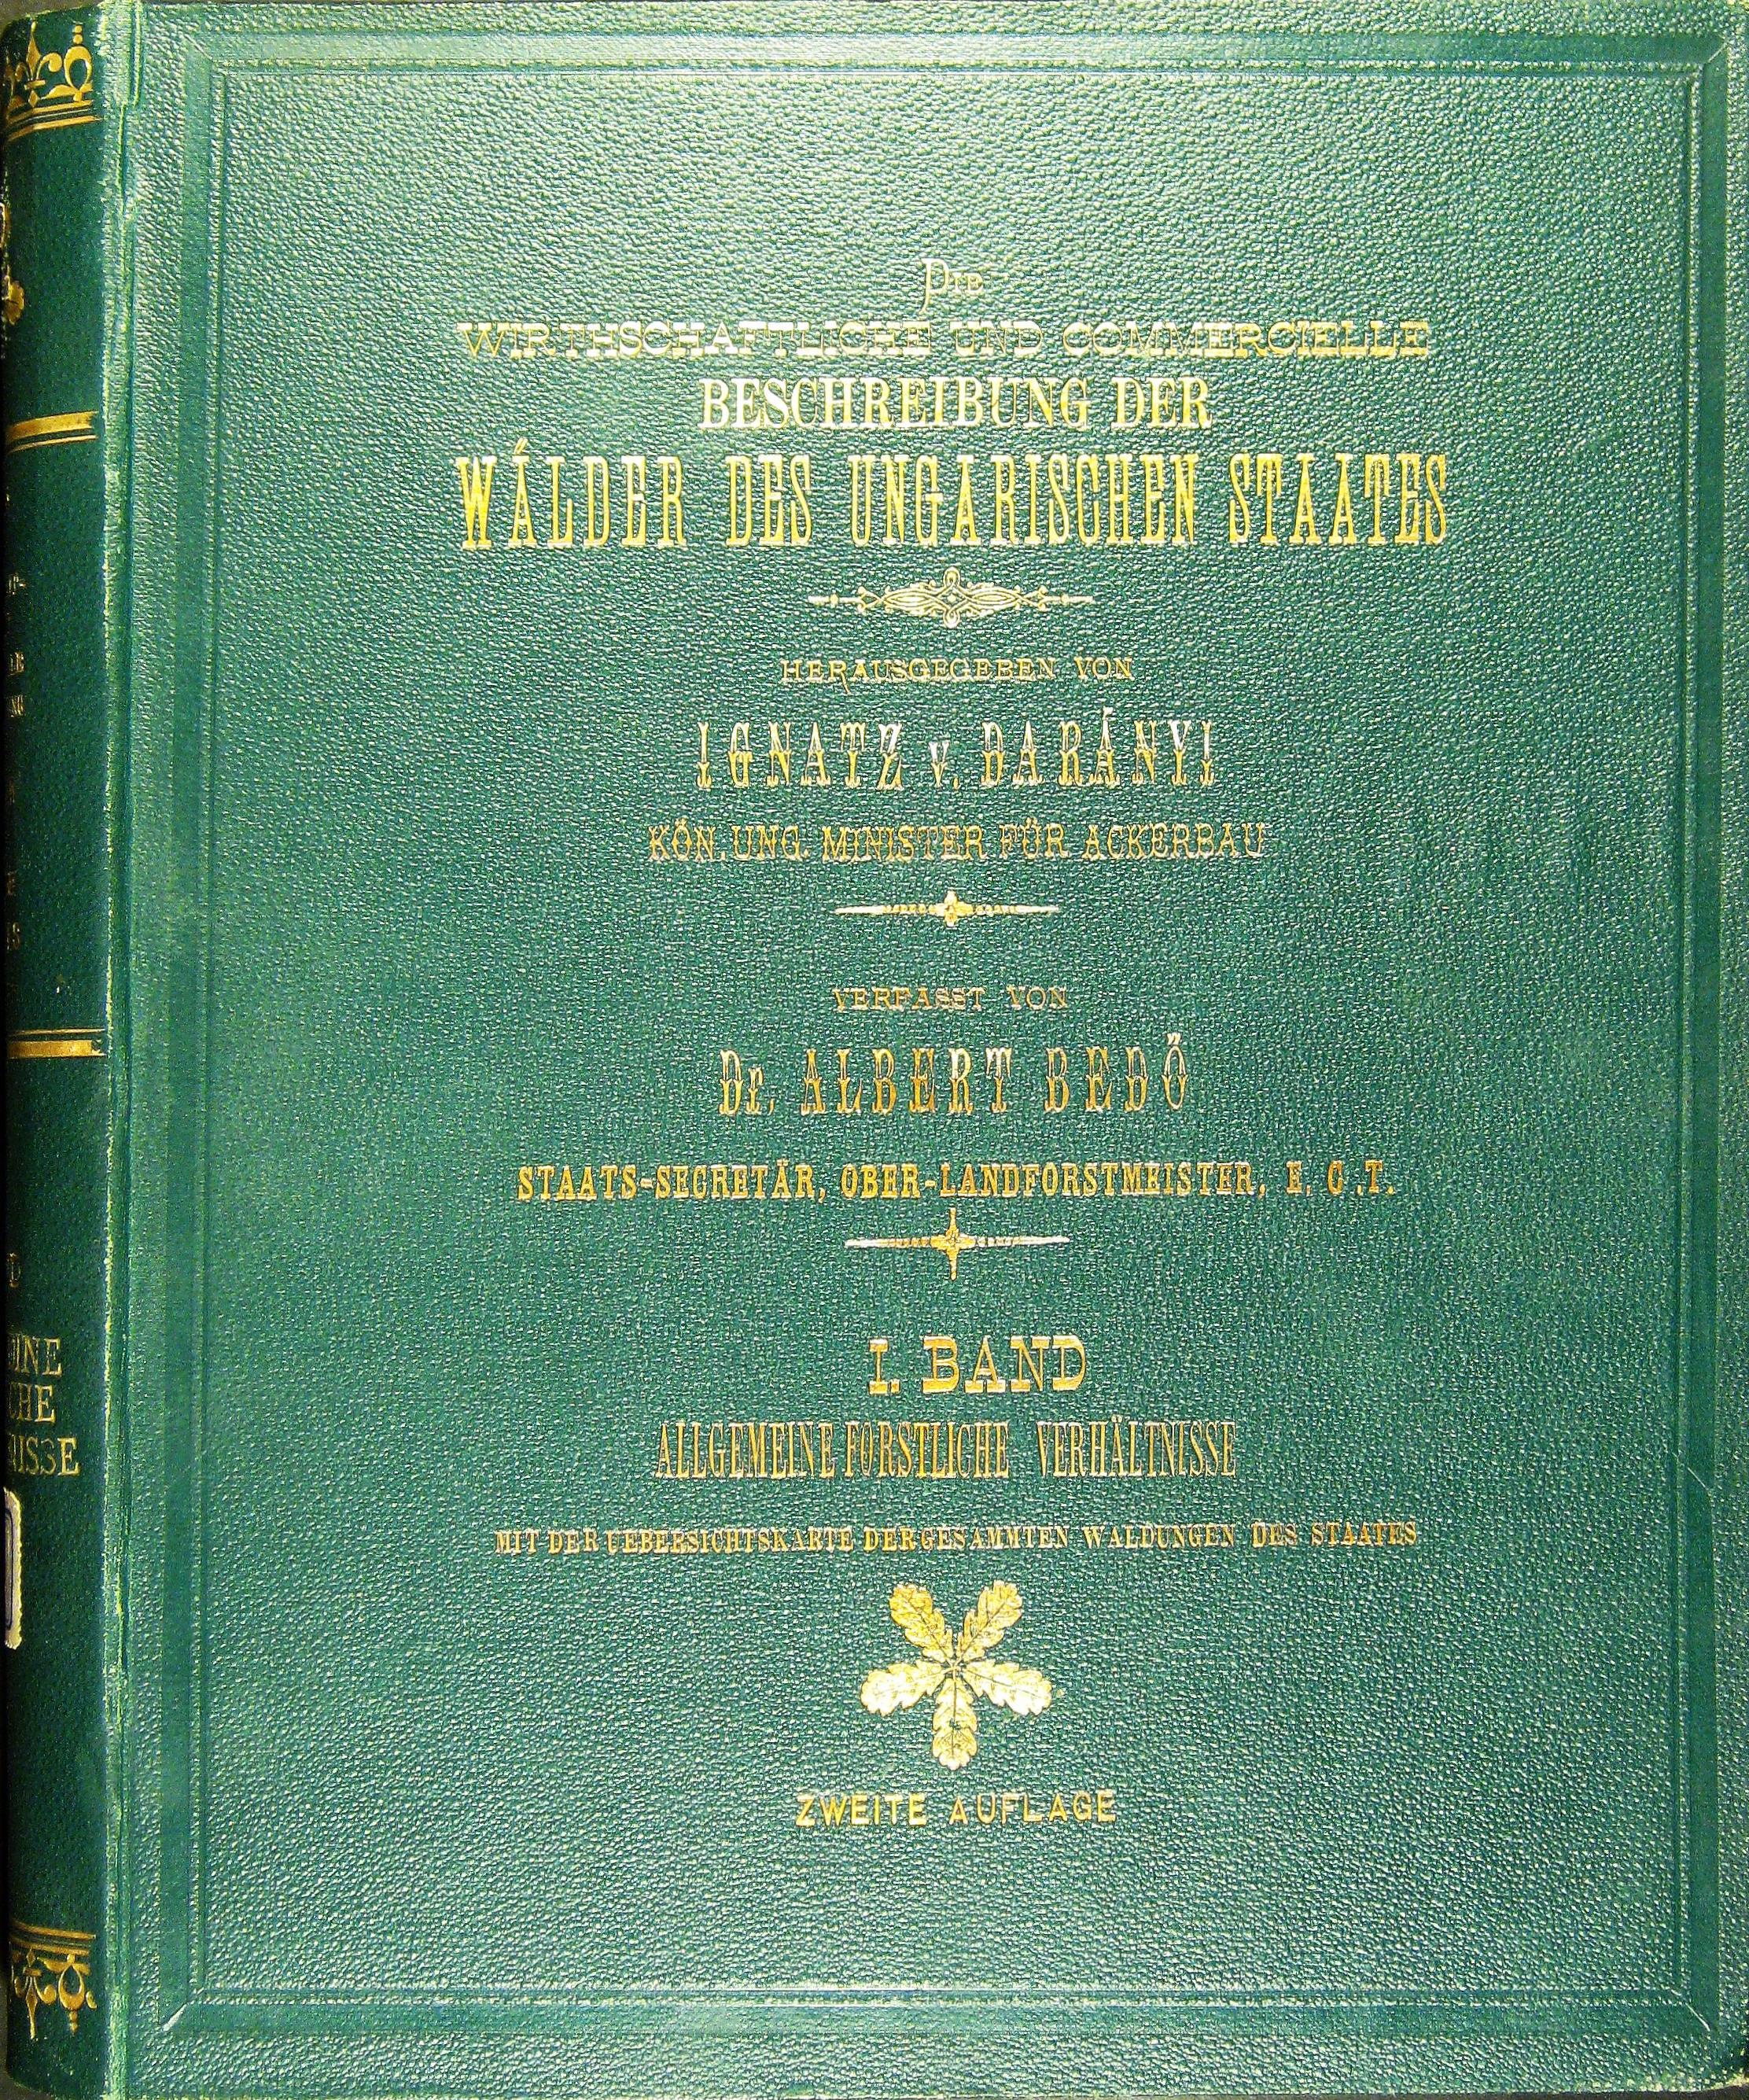 DIE
WIRTHSCHAFTLICHE UND COMMERCIELLE
BESCHREIBUNG DER
WÄLDER DES UNGARISCHEN STAATES
HERAUSGEGEBEN VON
IGNATZ v. DARÁNYI
KÖN. UNG. MINISTER FÜR ACKERBAU
VERFASST VON
Dr. ALBERT BEDŐ
STAATS-SECRETÄR, OBER-LANDFORSTMEISTER, E. C .T.
I. BAND
ALLGEMEINE FORSTLICHE VERHÄLTNISSE
MIT DER UEBERSICHTSKARTE DER GESAMMTEN WALDUNGEN DES STAATES
ZWEITE AUFLAGE